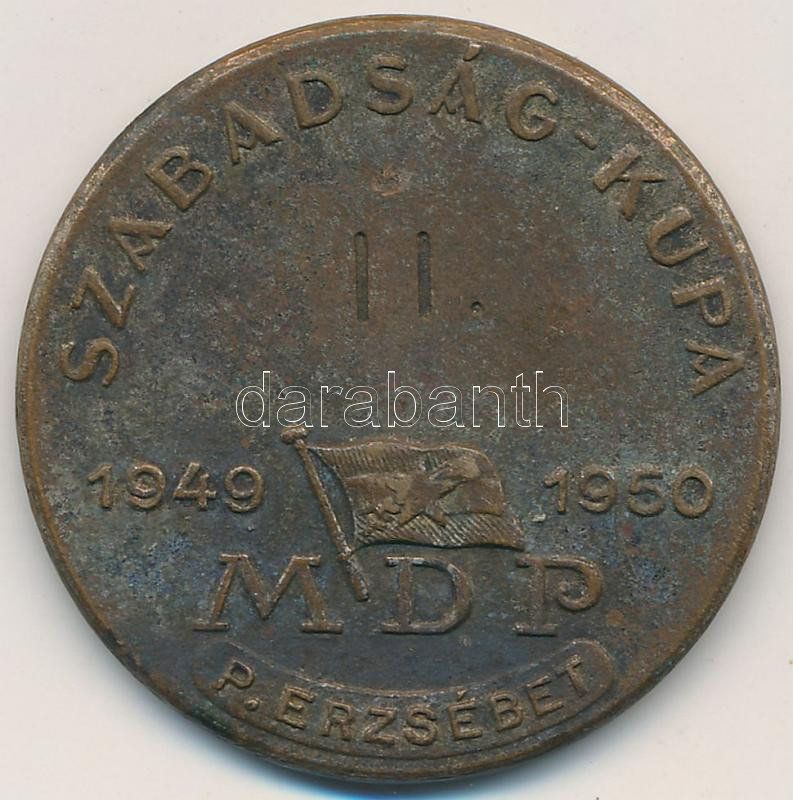 SZABADSÁG-KUPA
II.
darabanth
1949 1950
MDP
P. ERZSÉBET